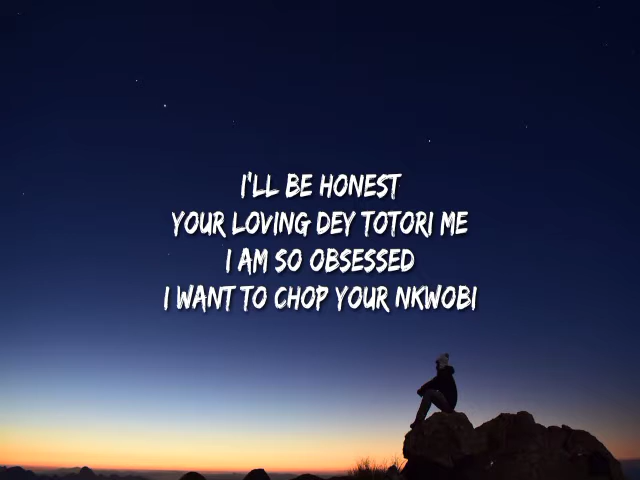 I'LL BE HONEST
YOUR LOVING DEY TOTORI ME
I AM SO OBSESSED
I WANT TO CHOP YOUR NKWOBI